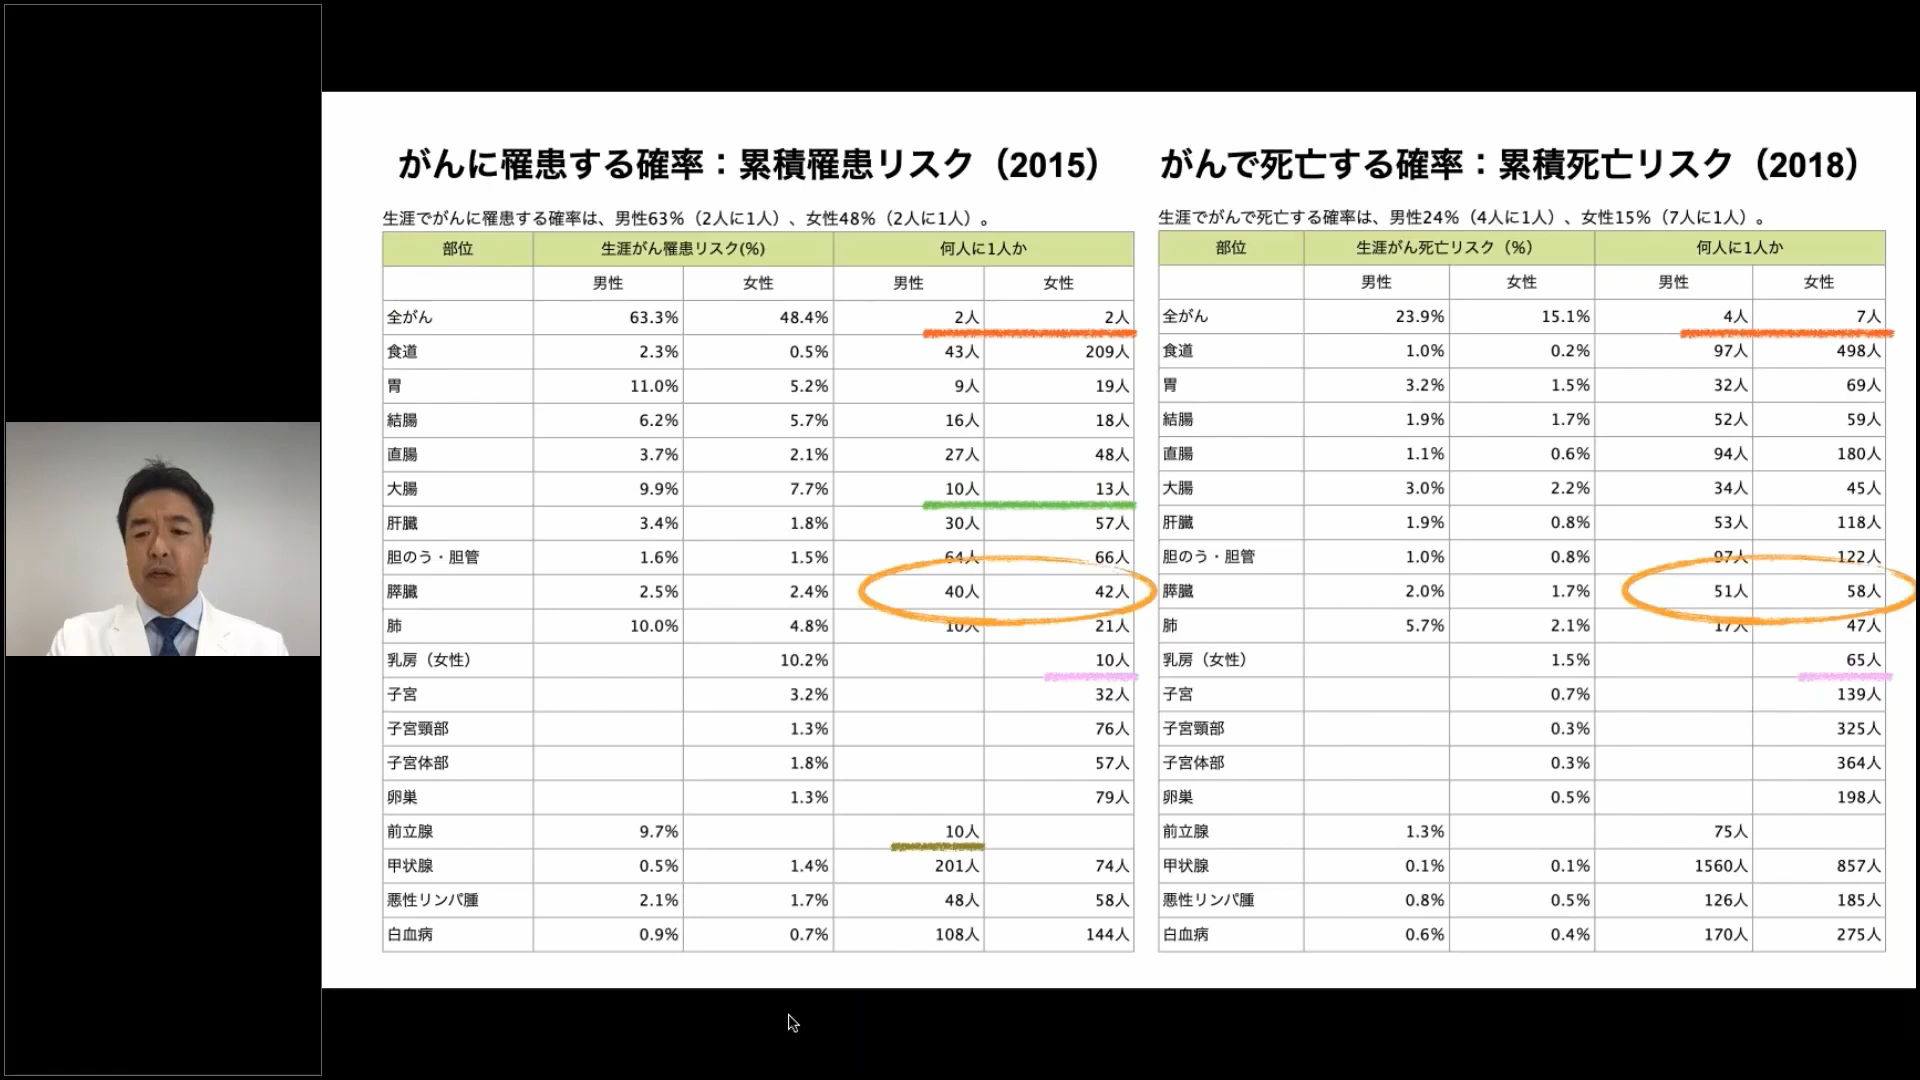 がんに罹患する確率：累積罹患リスク（2015）
生涯でがんに罹患する確率は、男性63%（2人に1人）、女性48%（2人に1人）。
部位 生涯がん罹患リスク(%) 何人に1人か
男性 女性 男性 女性
全がん 63.3% 48.4% 2人 2人
食道 2.3% 0.5% 43人 209人
胃 11.0% 5.2% 9人 19人
結腸 6.2% 5.7% 16人 18人
直腸 3.7% 2.1% 27人 48人
大腸 9.9% 7.7% 10人 13人
肝臓 3.4% 1.8% 30人 57人
胆のう・胆管 1.6% 1.5% 64人 66人
膵臓 2.5% 2.4% 40人 42人
肺 10.0% 4.8% 10人 21人
乳房（女性） 10.2% 10人
子宮 3.2% 32人
子宮頸部 1.3% 76人
子宮体部 1.8% 57人
卵巣 1.3% 79人
前立腺 9.7% 10人
甲状腺 0.5% 1.4% 201人 74人
悪性リンパ腫 2.1% 1.7% 48人 58人
白血病 0.9% 0.7% 108人 144人
がんで死亡する確率：累積死亡リスク（2018）
生涯でがんで死亡する確率は、男性24%（4人に1人）、女性15%（7人に1人）。
部位 生涯がん死亡リスク（%） 何人に1人か
男性 女性 男性 女性
全がん 23.9% 15.1% 4人 7人
食道 1.0% 0.2% 97人 498人
胃 3.2% 1.5% 32人 69人
結腸 1.9% 1.7% 52人 59人
直腸 1.1% 0.6% 94人 180人
大腸 3.0% 2.2% 34人 45人
肝臓 1.9% 0.8% 53人 118人
胆のう・胆管 1.0% 0.8% 97人 122人
膵臓 2.0% 1.7% 51人 58人
肺 5.7% 2.1% 17人 47人
乳房（女性） 1.5% 65人
子宮 0.7% 139人
子宮頸部 0.3% 325人
子宮体部 0.3% 364人
卵巣 0.5% 198人
前立腺 1.3% 75人
甲状腺 0.1% 0.1% 1560人 857人
悪性リンパ腫 0.8% 0.5% 126人 185人
白血病 0.6% 0.4% 170人 275人